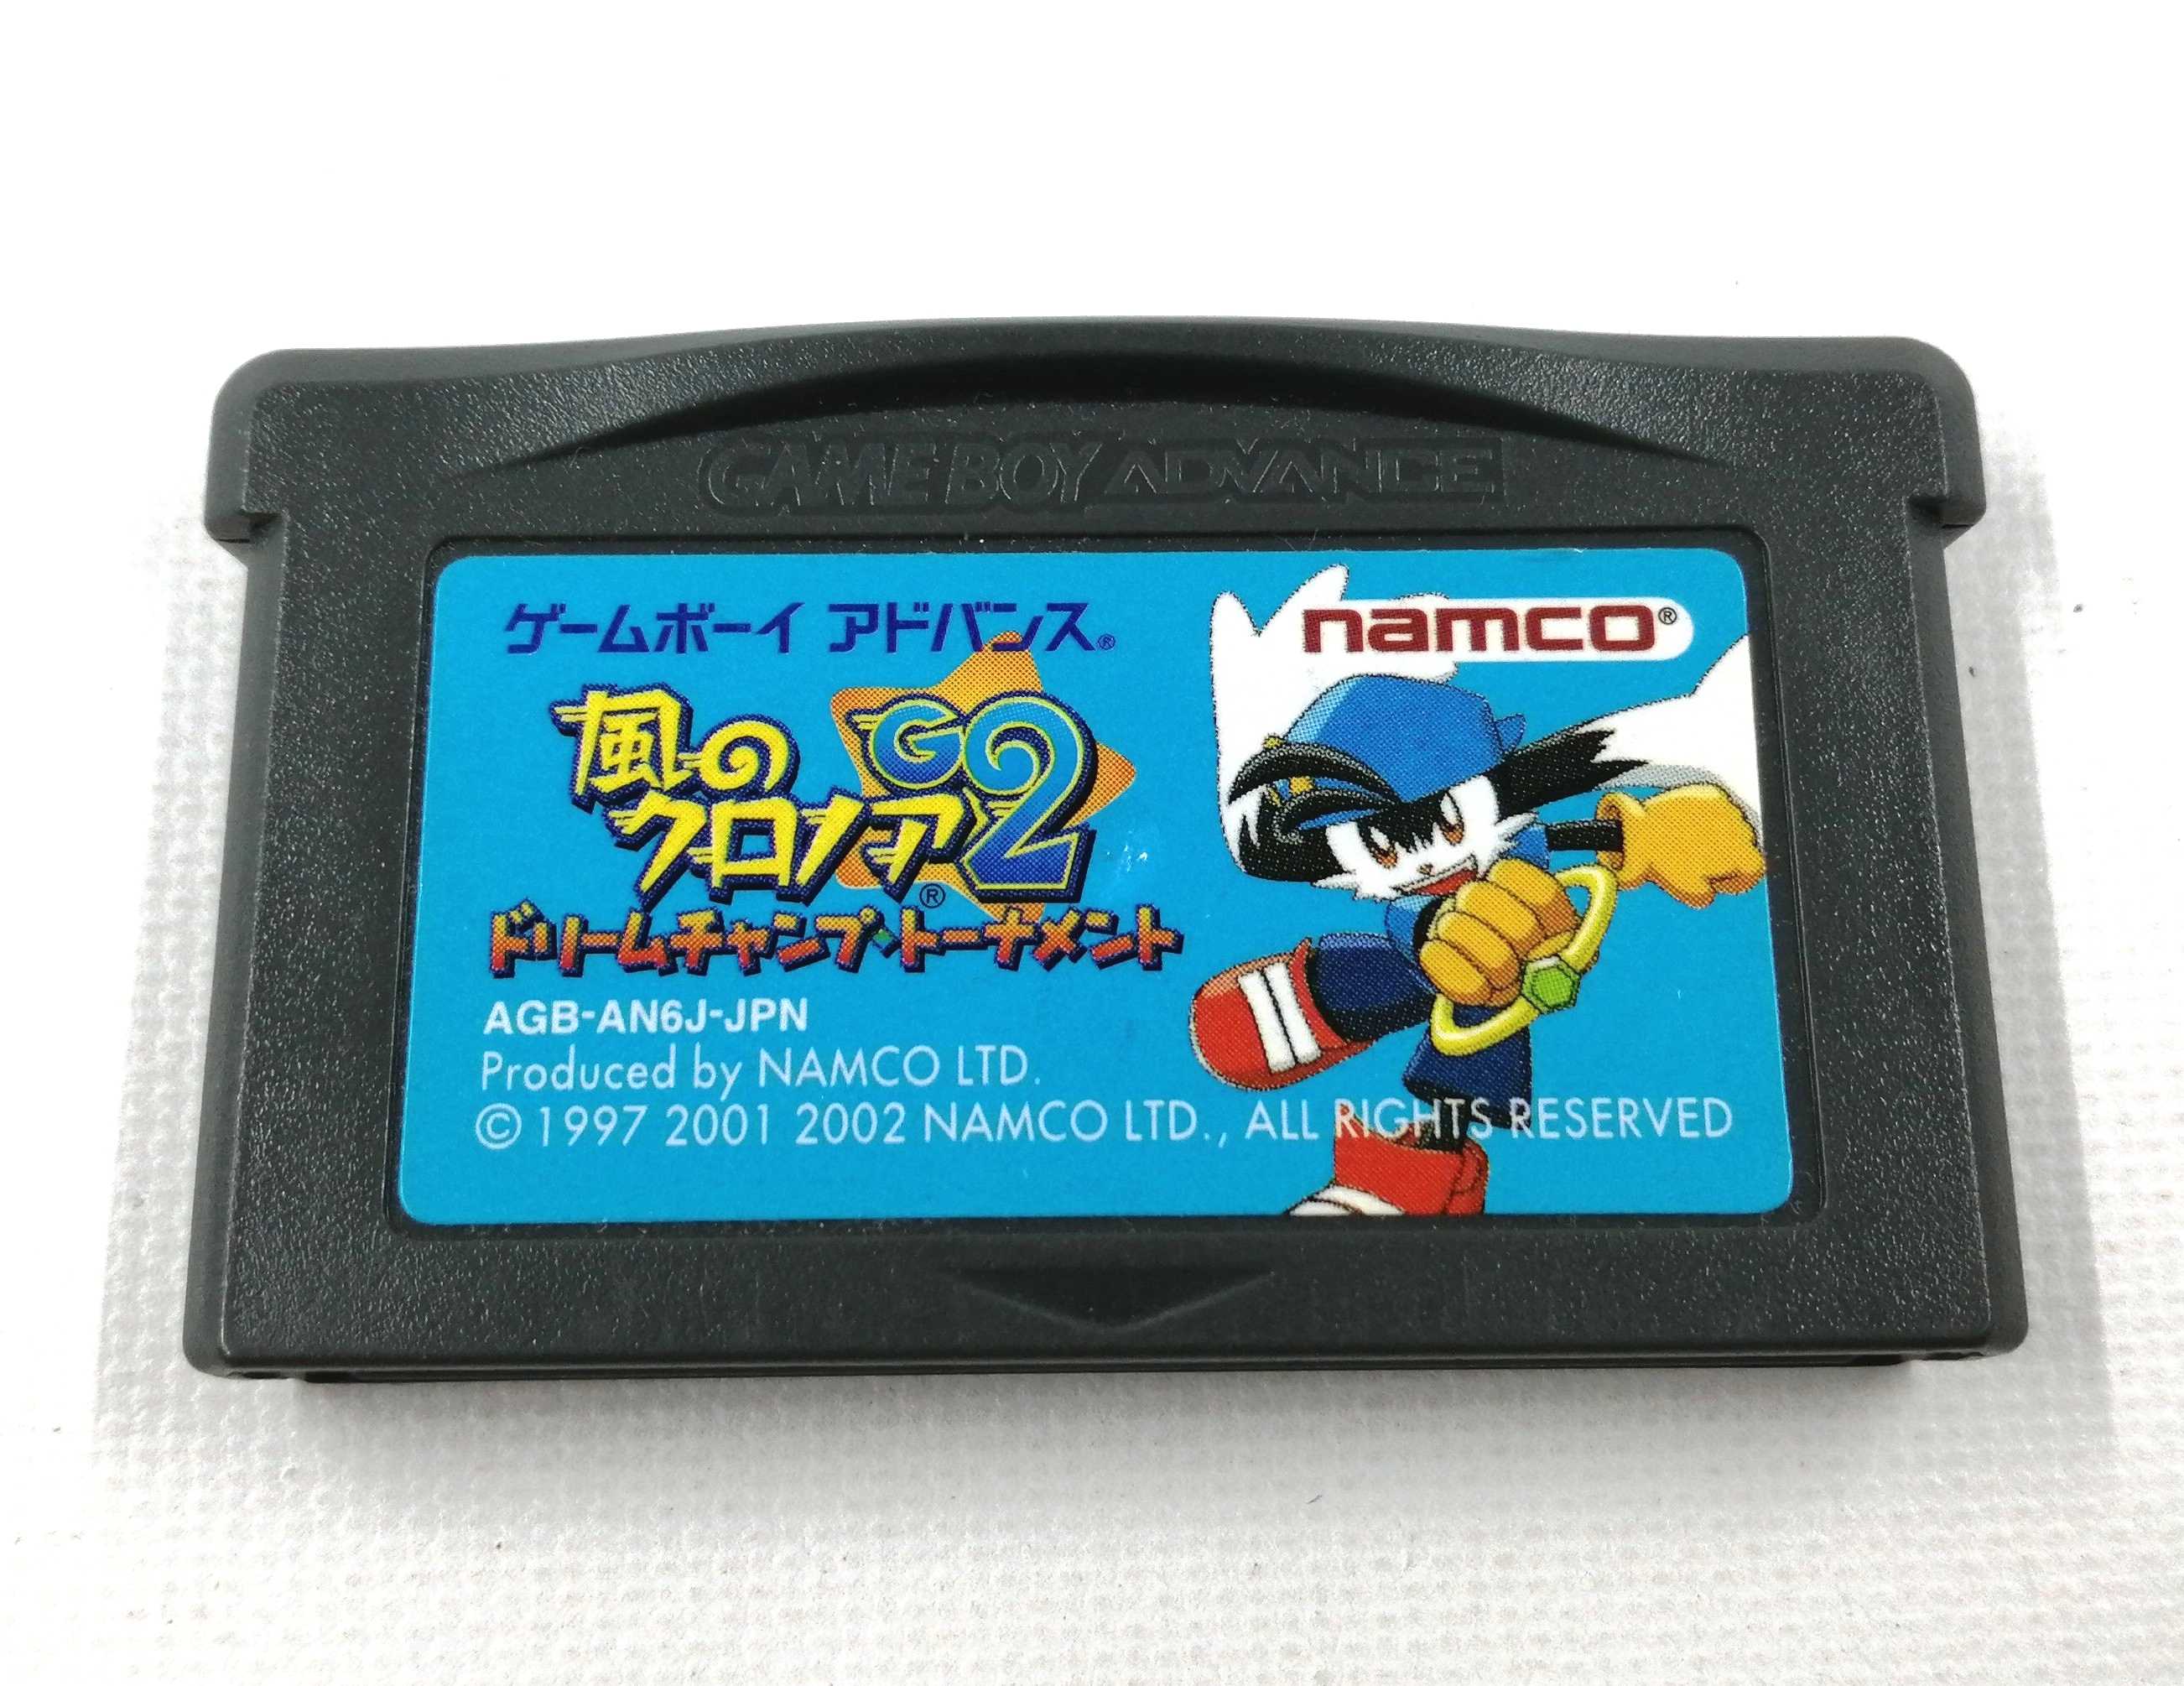 GAME BOY ADVANCE
ゲームボーイ アドバンス®
namco®
風の
クロノア® G2
ドリームチャンプ・トーナメント
AGB-AN6J-JPN
Produced by NAMCO LTD.
©1997 2001 2002 NAMCO LTD., ALL RIGHTS RESERVED